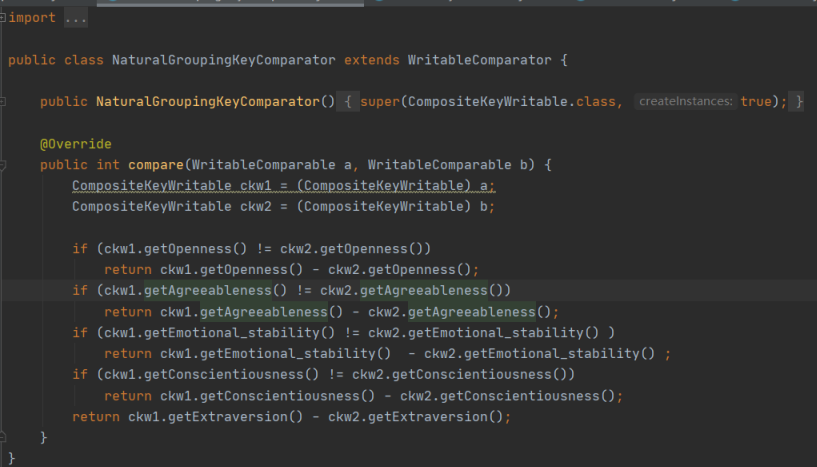 import ...
public class NaturalGroupingKeyComparator extends WritableComparator {
public NaturalGroupingKeyComparator() { super(CompositeKeyWritable.class, createInstances: true); }
@Override
public int compare(WritableComparable a, WritableComparable b) {
CompositeKeyWritable ckw1 = (CompositeKeyWritable) a;
CompositeKeyWritable ckw2 = (CompositeKeyWritable) b;
if (ckw1.getOpenness() != ckw2.getOpenness())
return ckw1.getOpenness() - ckw2.getOpenness();
if (ckw1.getAgreeableness() != ckw2.getAgreeableness())
return ckw1.getAgreeableness() - ckw2.getAgreeableness();
if (ckw1.getEmotional_stability() != ckw2.getEmotional_stability() )
return ckw1.getEmotional_stability()  - ckw2.getEmotional_stability() ;
if (ckw1.getConscientiousness() != ckw2.getConscientiousness())
return ckw1.getConscientiousness() - ckw2.getConscientiousness();
return ckw1.getExtraversion() - ckw2.getExtraversion();
}
}